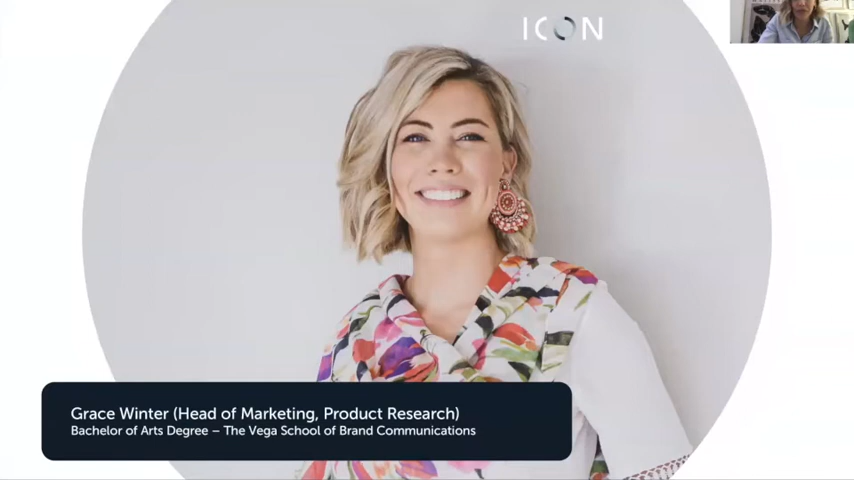 ICON
Grace Winter (Head of Marketing, Product Research)
Bachelor of Arts Degree – The Vega School of Brand Communications